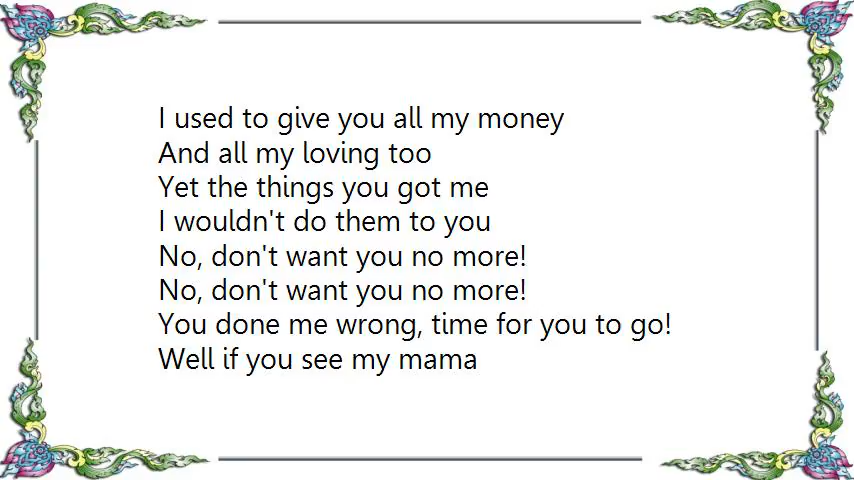 I used to give you all my money
And all my loving too
Yet the things you got me
I wouldn't do them to you
No, don't want you no more!
No, don't want you no more!
You done me wrong, time for you to go!
Well if you see my mama